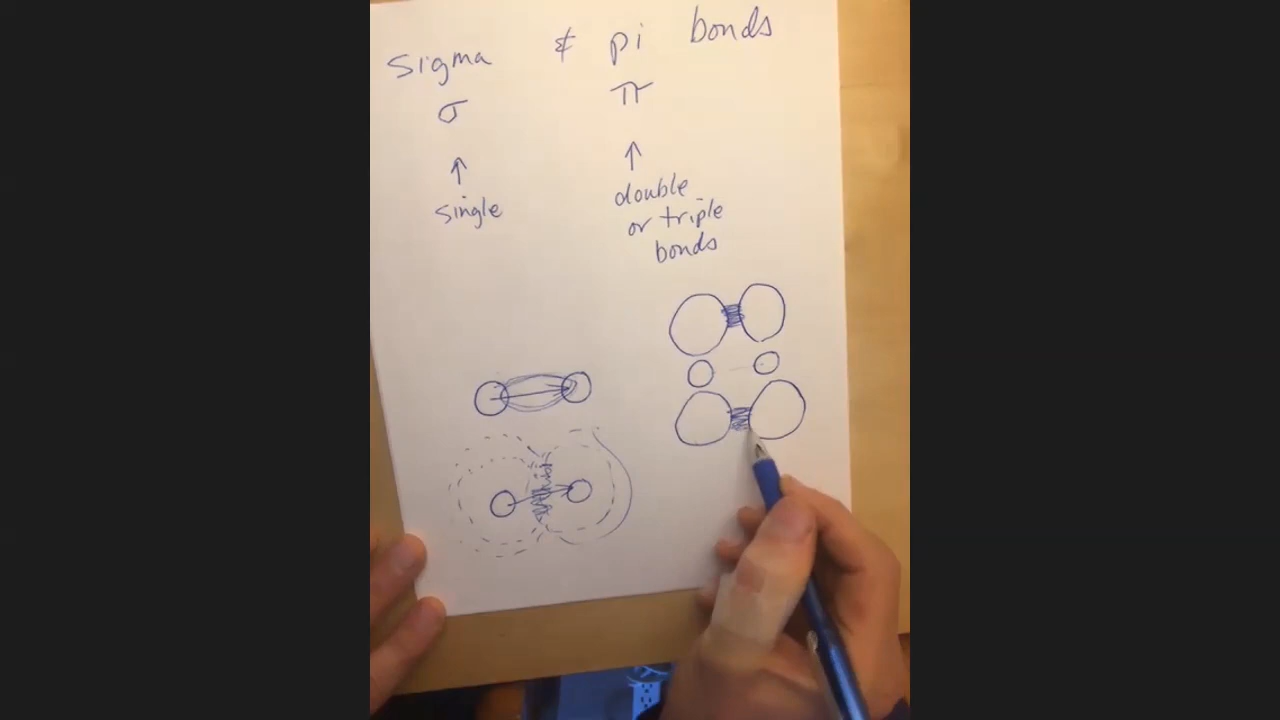 sigma & pi bonds
σ π
↑ ↑
single double
or triple
bonds